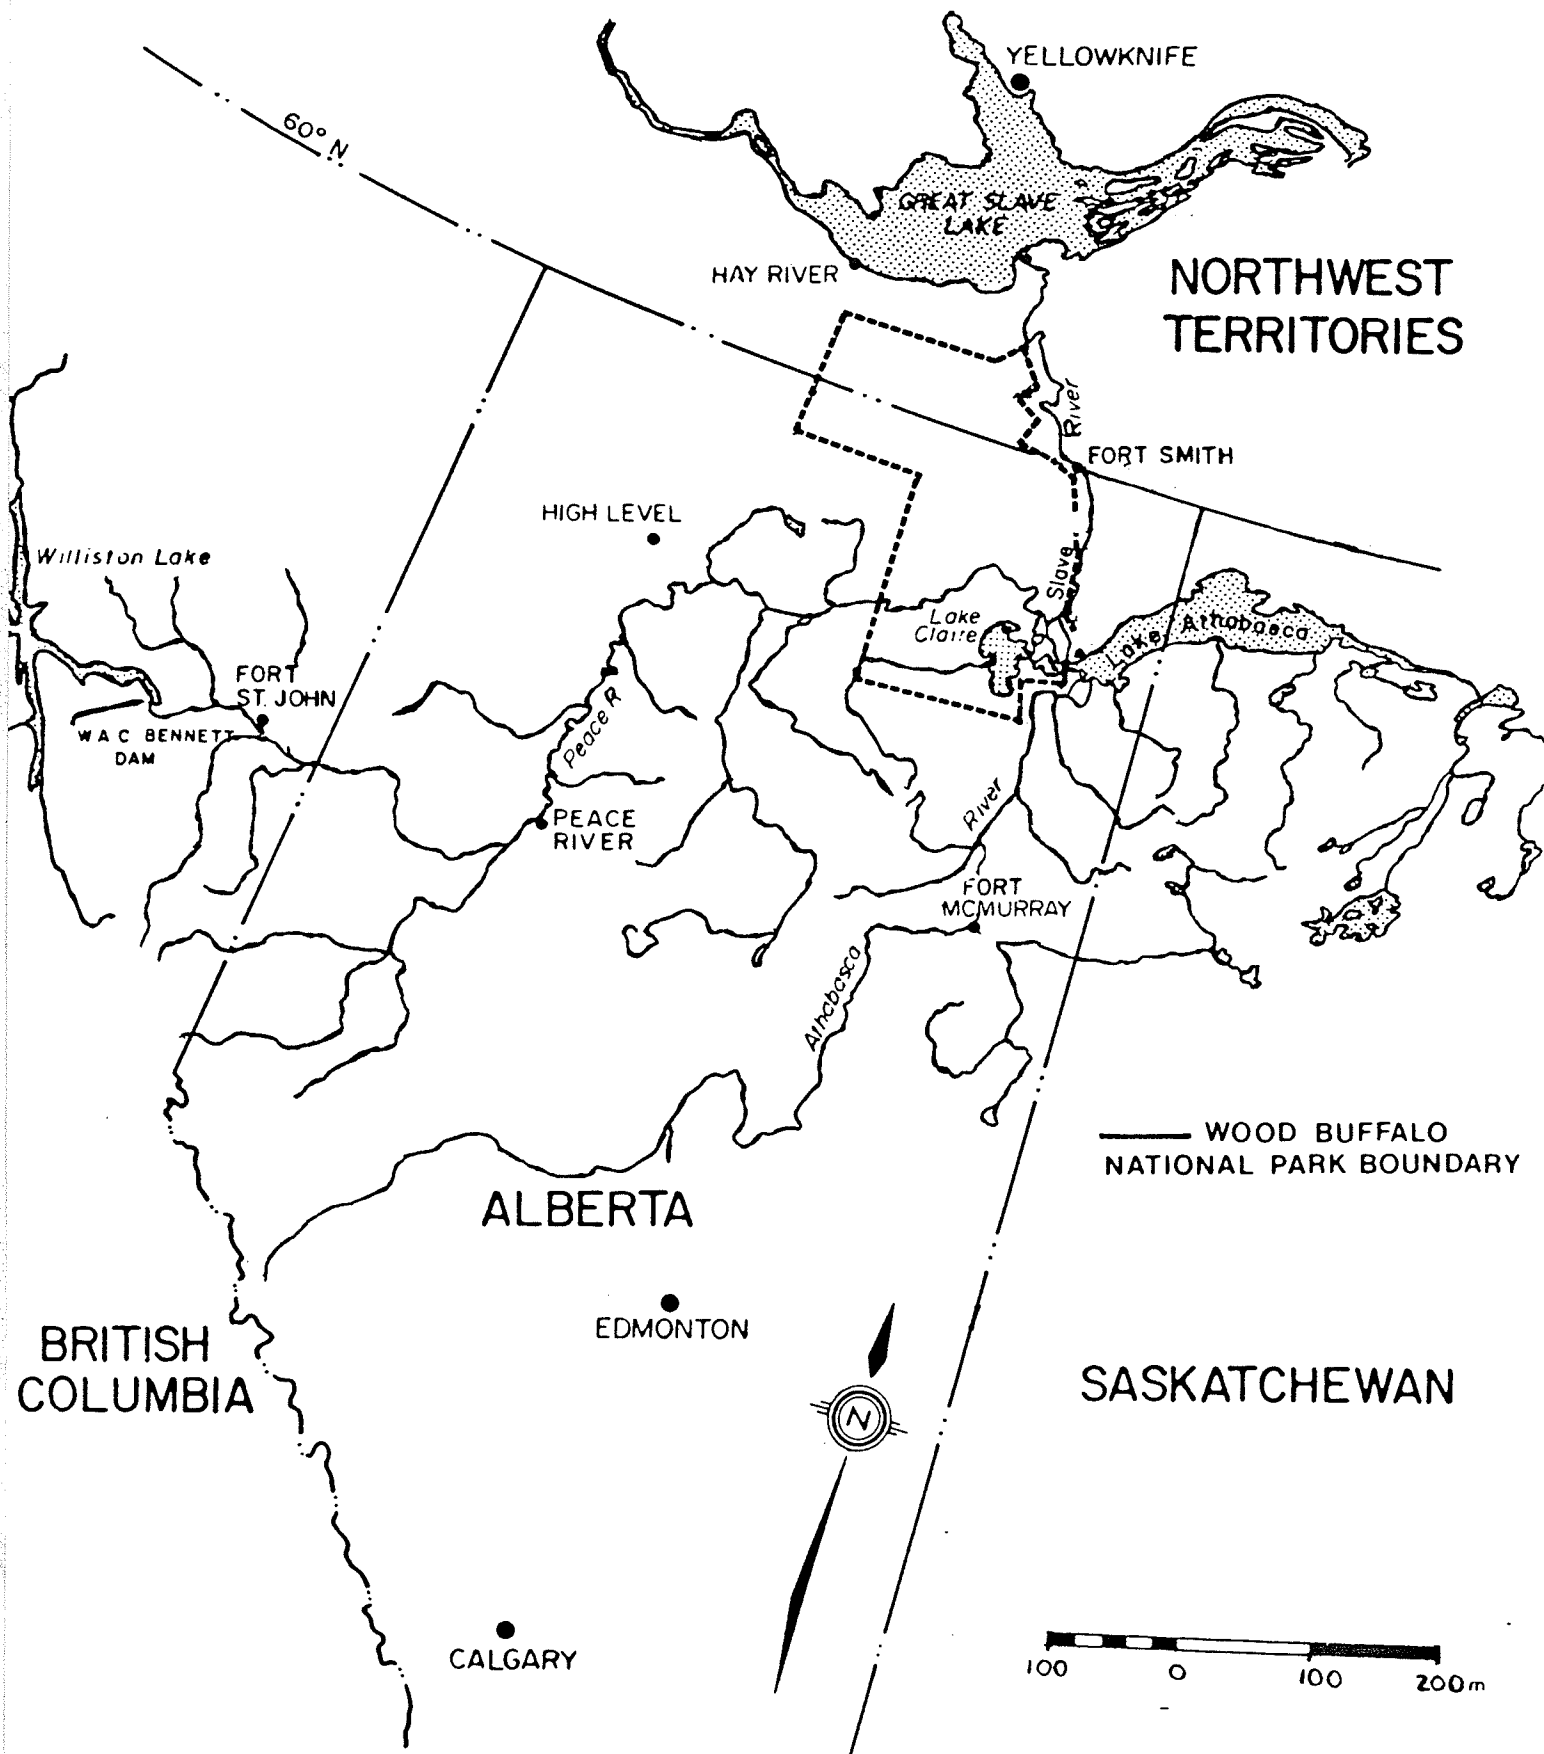 YELLOWKNIFE
60° N
GREAT SLAVE
LAKE
HAY RIVER
NORTHWEST
TERRITORIES
River
FORT SMITH
HIGH LEVEL
Williston Lake
Slave
Lake
Claire
Lake Athabasca
FORT
ST. JOHN
W A C BENNETT
DAM
Peace R
PEACE
RIVER
River
FORT
MCMURRAY
Athabasca
WOOD BUFFALO
NATIONAL PARK BOUNDARY
ALBERTA
EDMONTON
BRITISH
COLUMBIA
SASKATCHEWAN
N
CALGARY
100 0 100 200m